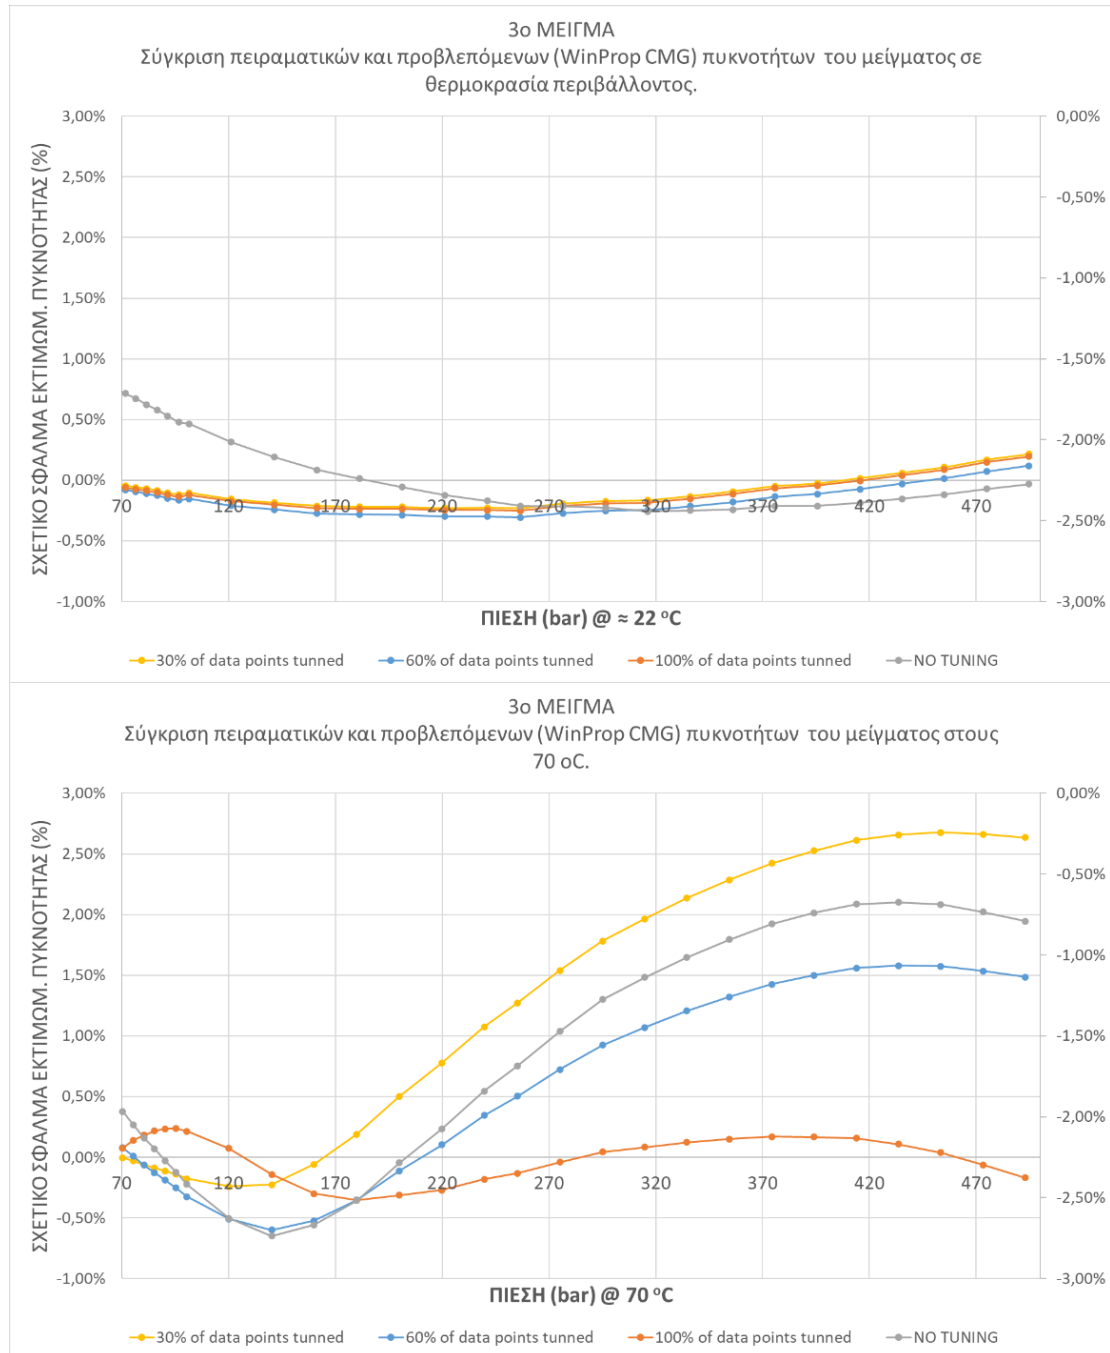 3ο ΜΕΙΓΜΑ
Σύγκριση πειραματικών και προβλεπόμενων (WinProp CMG) πυκνοτήτων του μείγματος σε
θερμοκρασία περιβάλλοντος.
3,00%
2,50%
2,00%
1,50%
1,00%
0,50%
0,00%
-0,50%
-1,00%
ΣΧΕΤΙΚΟ ΣΦΑΛΜΑ ΕΚΤΙΜΩΜ. ΠΥΚΝΟΤΗΤΑΣ (%)
0,00%
-0,50%
-1,00%
-1,50%
-2,00%
-2,50%
-3,00%
70 120 170 220 270 320 370 420 470
ΠΙΕΣΗ (bar) @ ≈ 22 ᵒC
30% of data points tunned 60% of data points tunned 100% of data points tunned NO TUNING
3ο ΜΕΙΓΜΑ
Σύγκριση πειραματικών και προβλεπόμενων (WinProp CMG) πυκνοτήτων του μείγματος στους
70 oC.
3,00%
2,50%
2,00%
1,50%
1,00%
0,50%
0,00%
-0,50%
-1,00%
ΣΧΕΤΙΚΟ ΣΦΑΛΜΑ ΕΚΤΙΜΩΜ. ΠΥΚΝΟΤΗΤΑΣ (%)
0,00%
-0,50%
-1,00%
-1,50%
-2,00%
-2,50%
-3,00%
70 120 170 220 270 320 370 420 470
ΠΙΕΣΗ (bar) @ 70 ᵒC
30% of data points tunned 60% of data points tunned 100% of data points tunned NO TUNING